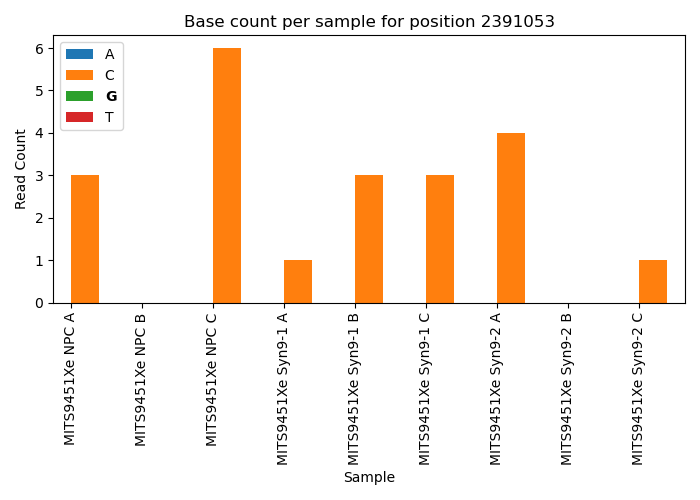 Base count per sample for position 2391053
Read Count
6
5
4
3
2
1
0
A
C
G
T
MITS9451Xe NPC A
MITS9451Xe NPC B
MITS9451Xe NPC C
MITS9451Xe Syn9-1 A
MITS9451Xe Syn9-1 B
MITS9451Xe Syn9-1 C
MITS9451Xe Syn9-2 A
MITS9451Xe Syn9-2 B
MITS9451Xe Syn9-2 C
Sample